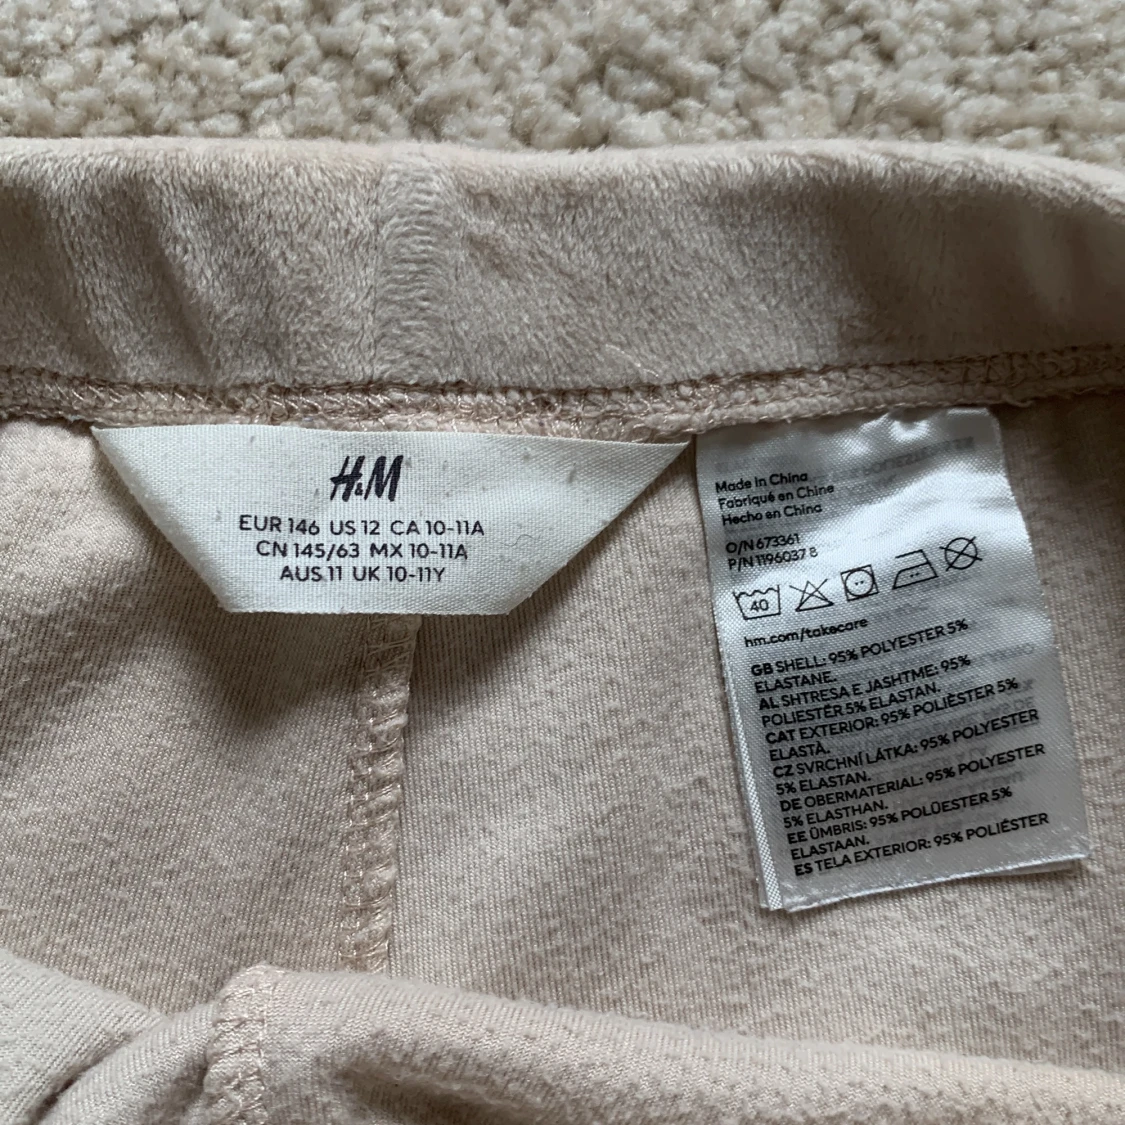 H&M
EUR 146 US 12 CA 10-11A
CN 145/63 MX 10-11A
AUS 11 UK 10-11Y
Made in China
Fabriqué en Chine
Hecho en China
O/N 673361
P/N 1196037 8
40
hm.com/takecare
GB SHELL: 95% POLYESTER 5%
ELASTANE.
AL SHTRESA E JASHTME: 95%
POLIESTËR 5% ELASTAN.
CAT EXTERIOR: 95% POLIÈSTER 5%
ELASTÀ.
CZ SVRCHNÍ LÁTKA: 95% POLYESTER
5% ELASTAN.
DE OBERMATERIAL: 95% POLYESTER
5% ELASTHAN.
EE ÜMBRIS: 95% POLÜESTER 5%
ELASTAAN.
ES TELA EXTERIOR: 95% POLIÉSTER